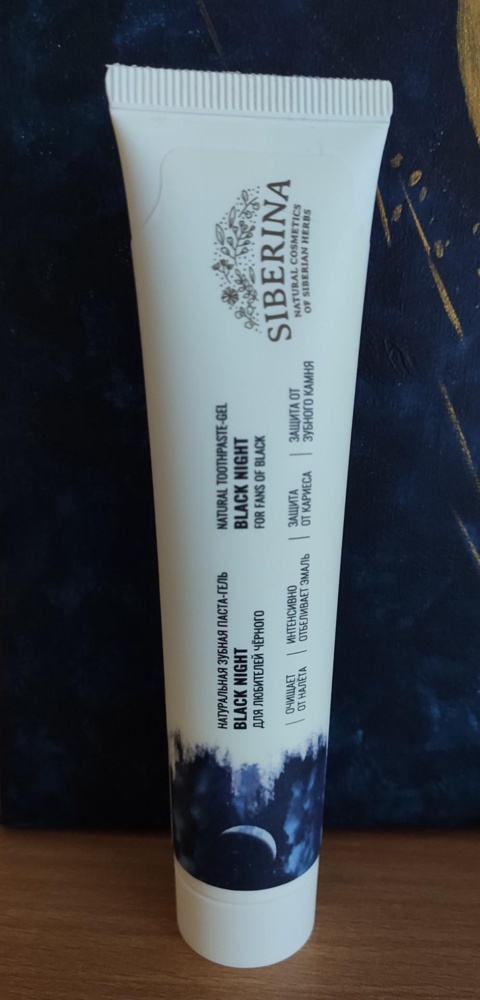 SIBERINA
NATURAL COSMETICS
OF SIBERIAN HERBS
НАТУРАЛЬНАЯ ЗУБНАЯ ПАСТА-ГЕЛЬ
BLACK NIGHT
ДЛЯ ЛЮБИТЕЛЕЙ ЧЁРНОГО
NATURAL TOOTHPASTE-GEL
BLACK NIGHT
FOR FANS OF BLACK
ОЧИЩАЕТ
ОТ НАЛЁТА
ИНТЕНСИВНО
ОТБЕЛИВАЕТ ЭМАЛЬ
ЗАЩИТА
ОТ КАРИЕСА
ЗАЩИТА ОТ
ЗУБНОГО КАМНЯ